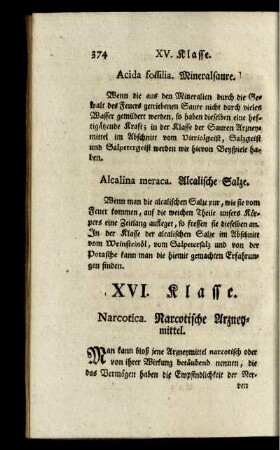 374 XV. Klasse.
Acida fossilia. Mineralsaure.
Wenn die aus den Mineralien durch die Ge-
walt des Feuers getriebenen Saure nicht durch vieles
Wasser gemildert werden, so haben dieselben eine hef-
tigätzende Kraft; in der Klasse der Sauren Arzney-
mittel im Abschnitt vom Vitriolgeist, Salzgeist
und Salpetergeist werden wir hievon Beyspiele ha-
ben.
Alcalina meraca. Alcalische Salze.
Wenn man die alcalischen Salze pur, wie sie vom
Feuer kommen, auf die weichen Theile unsers Kör-
pers eine Zeitlang aufleget, so fressen sie dieselben an.
In der Klasse der alcalischen Salze im Abschnitt
vom Weinsteinöl, vom Salpetersalz und von der
Potasche kann man die hiemit gemachten Erfahrun-
gen finden.
XVI. Klasse.
Narcotica. Narcotische Arzney-
mittel.
Man kann bloß jene Arzneymittel narcotisch oder
von ihrer Wirkung betäubend nennen, die
das Vermögen haben die Empfindlichkeit der Ner-
ven